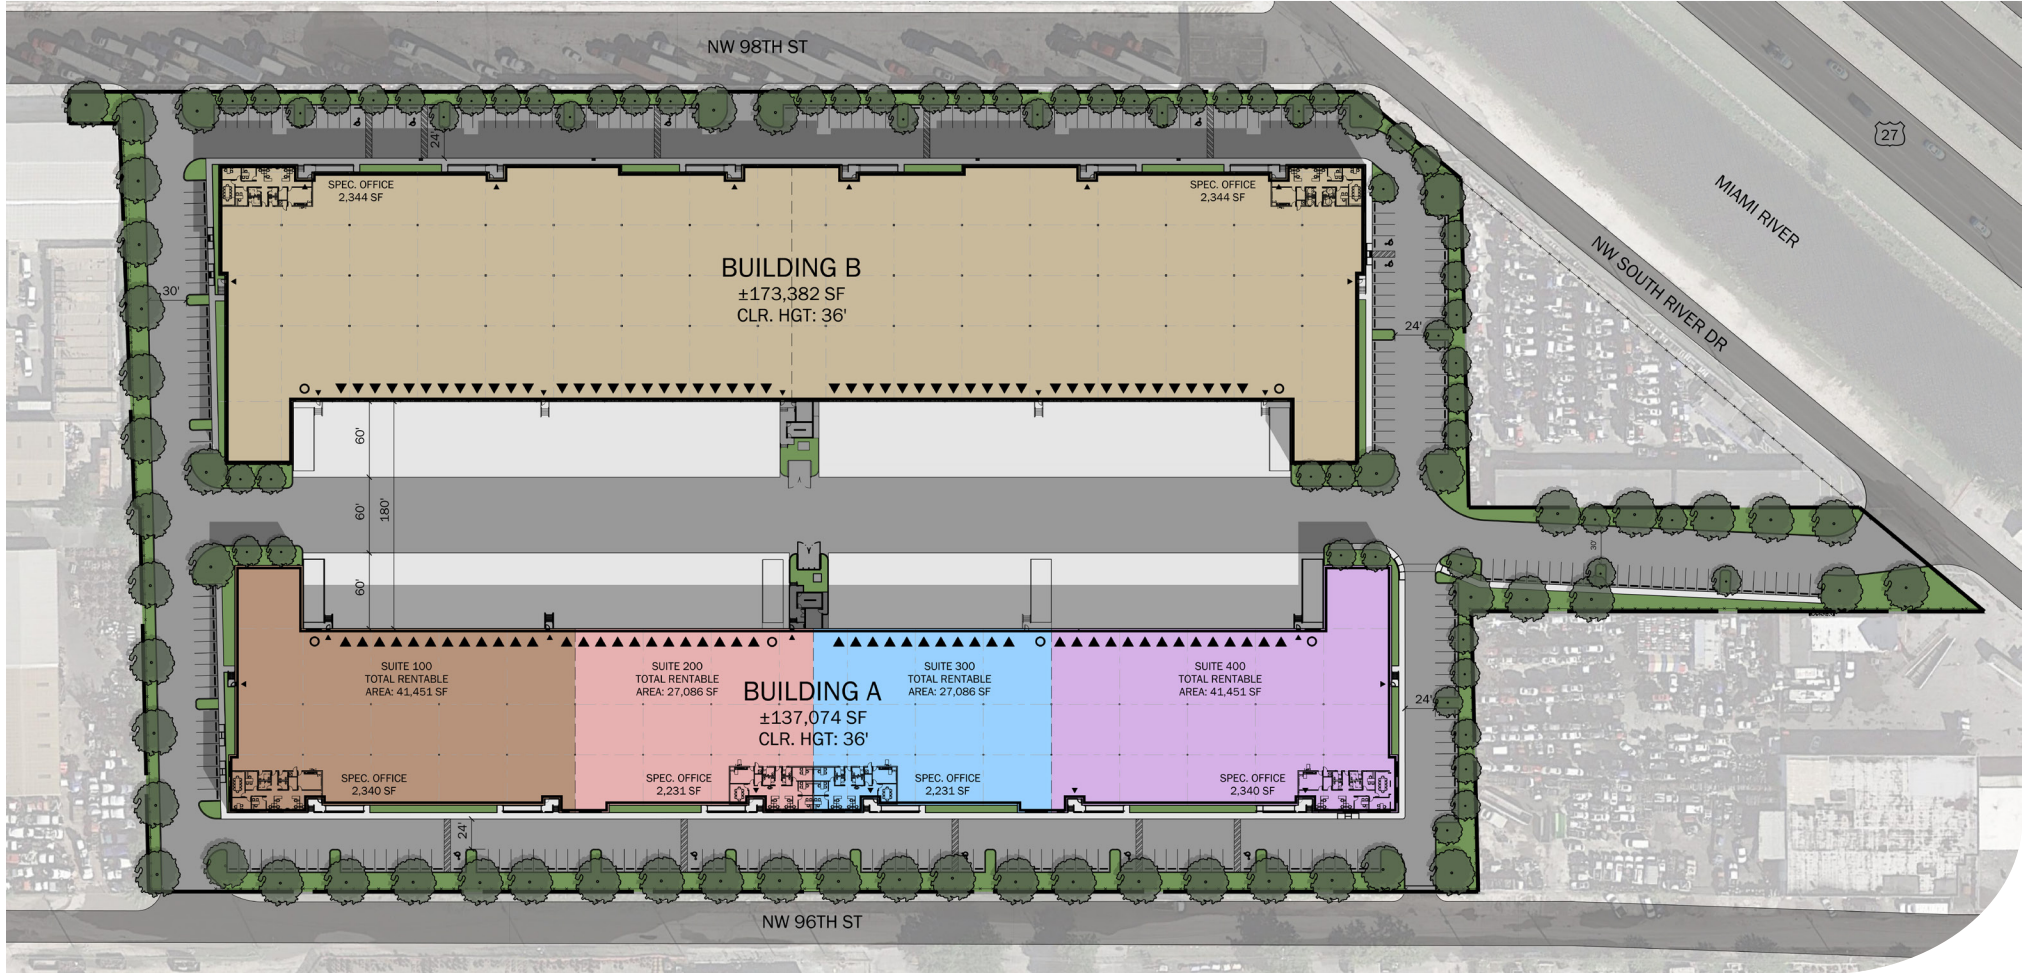 NW 98TH ST
27
MIAMI RIVER
NW SOUTH RIVER DR
24'
SPEC. OFFICE
2,344 SF
SPEC. OFFICE
2,344 SF
BUILDING B
±173,382 SF
CLR. HGT: 36'
30'
24'
60'
60'
180'
60'
30'
SUITE 100
TOTAL RENTABLE
AREA: 41,451 SF
SUITE 200
TOTAL RENTABLE
AREA: 27,086 SF
SUITE 300
TOTAL RENTABLE
AREA: 27,086 SF
SUITE 400
TOTAL RENTABLE
AREA: 41,451 SF
BUILDING A
±137,074 SF
CLR. HGT: 36'
24'
SPEC. OFFICE
2,340 SF
SPEC. OFFICE
2,231 SF
SPEC. OFFICE
2,231 SF
SPEC. OFFICE
2,340 SF
24'
NW 96TH ST